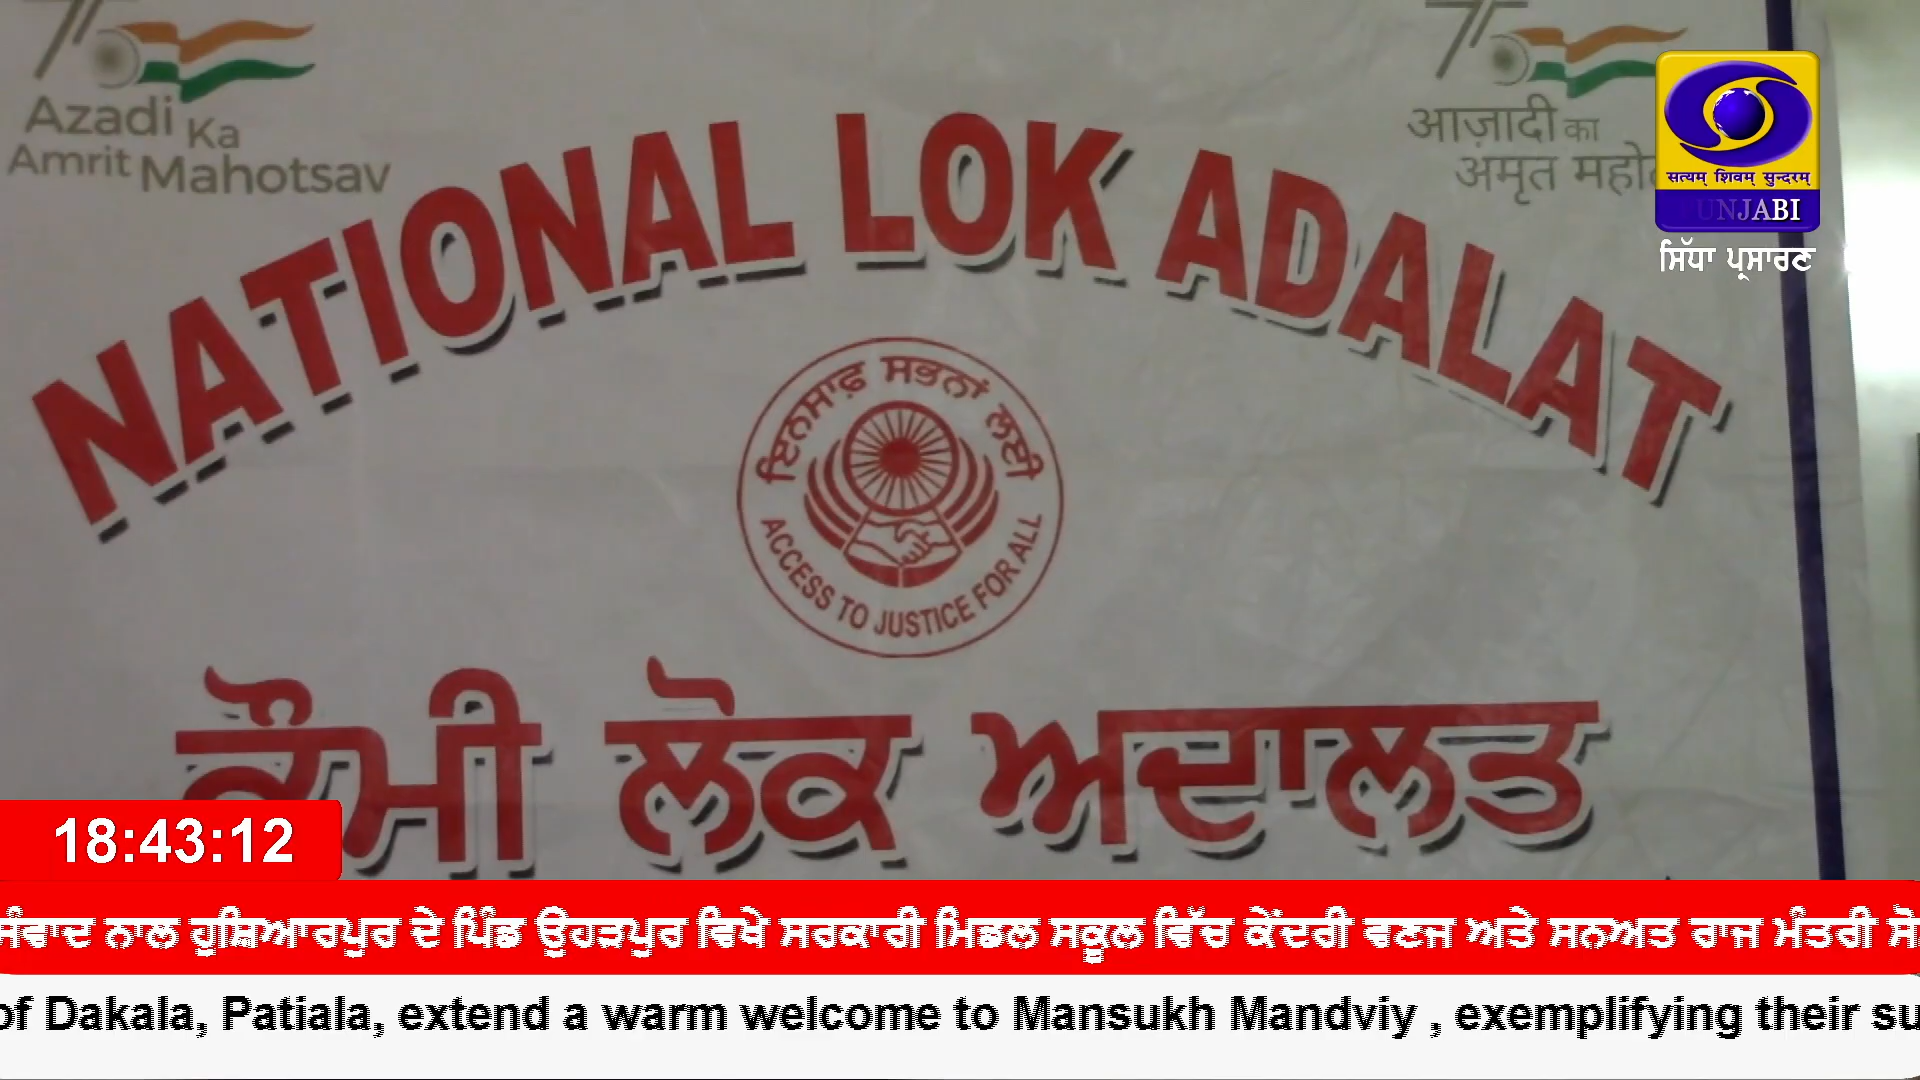 Azadi Ka
Amrit Mahotsav
आज़ादी का
अमृत
सत्यम् शिवम् सुन्दरम्
UNJABI
ਸਿੱਧਾ ਪ੍ਰਸਾਰਣ
NATIONAL LOK ADALAT
ਇਨਸਾਫ਼ ਸਭਨਾਂ ਲਈ
ACCESS TO JUSTICE FOR ALL
ਕੌਮੀ ਲੋਕ ਅਦਾਲਤ
18:43:12
ਸੰਵਾਦ ਨਾਲ ਹੁਸ਼ਿਆਰਪੁਰ ਦੇ ਪਿੰਡ ਉਹੜਪੁਰ ਵਿਖੇ ਸਰਕਾਰੀ ਮਿਡਲ ਸਕੂਲ ਵਿੱਚ ਕੇਂਦਰੀ ਵਣਜ ਅਤੇ ਸਨਅਤ ਰਾਜ ਮੰਤਰੀ
of Dakala, Patiala, extend a warm welcome to Mansukh Mandviy , exemplifying their